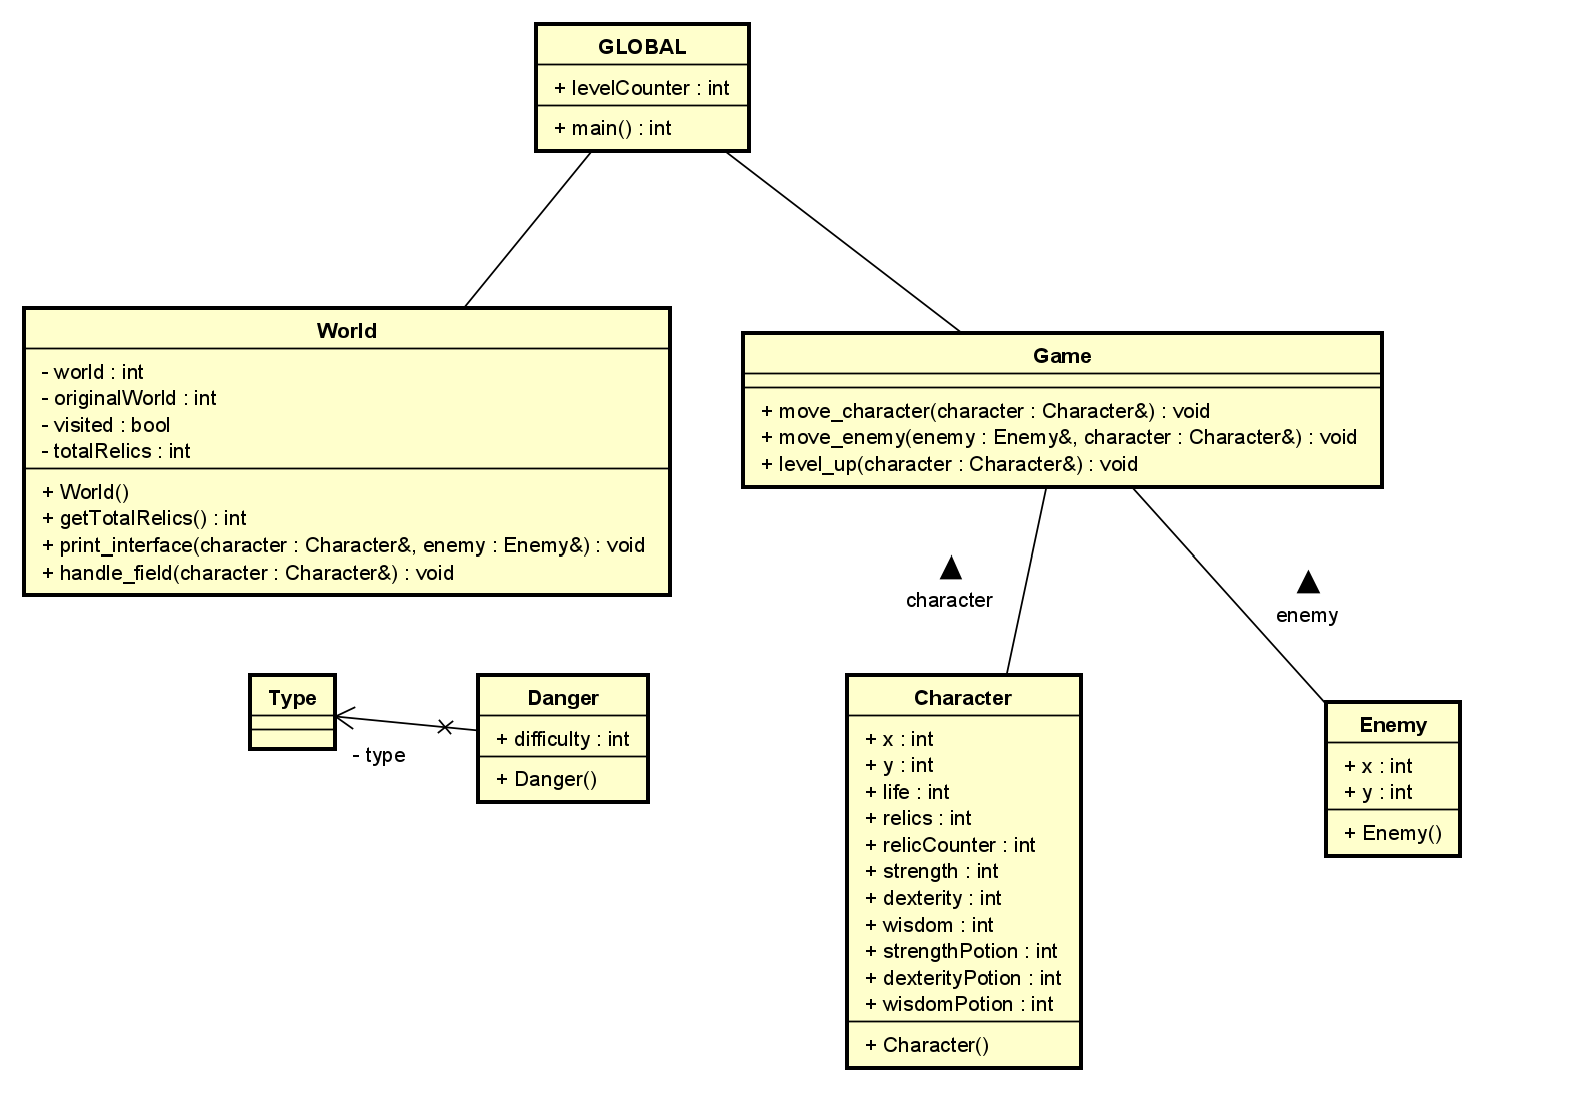 GLOBAL
+ levelCounter : int
+ main() : int
World
- world : int
- originalWorld : int
- visited : bool
- totalRelics : int
+ World()
+ getTotalRelics() : int
+ print_interface(character : Character&, enemy : Enemy&) : void
+ handle_field(character : Character&) : void
Game
+ move_character(character : Character&) : void
+ move_enemy(enemy : Enemy&, character : Character&) : void
+ level_up(character : Character&) : void
character
enemy
Type
- type
Danger
+ difficulty : int
+ Danger()
Character
+ x : int
+ y : int
+ life : int
+ relics : int
+ relicCounter : int
+ strength : int
+ dexterity : int
+ wisdom : int
+ strengthPotion : int
+ dexterityPotion : int
+ wisdomPotion : int
+ Character()
Enemy
+ x : int
+ y : int
+ Enemy()